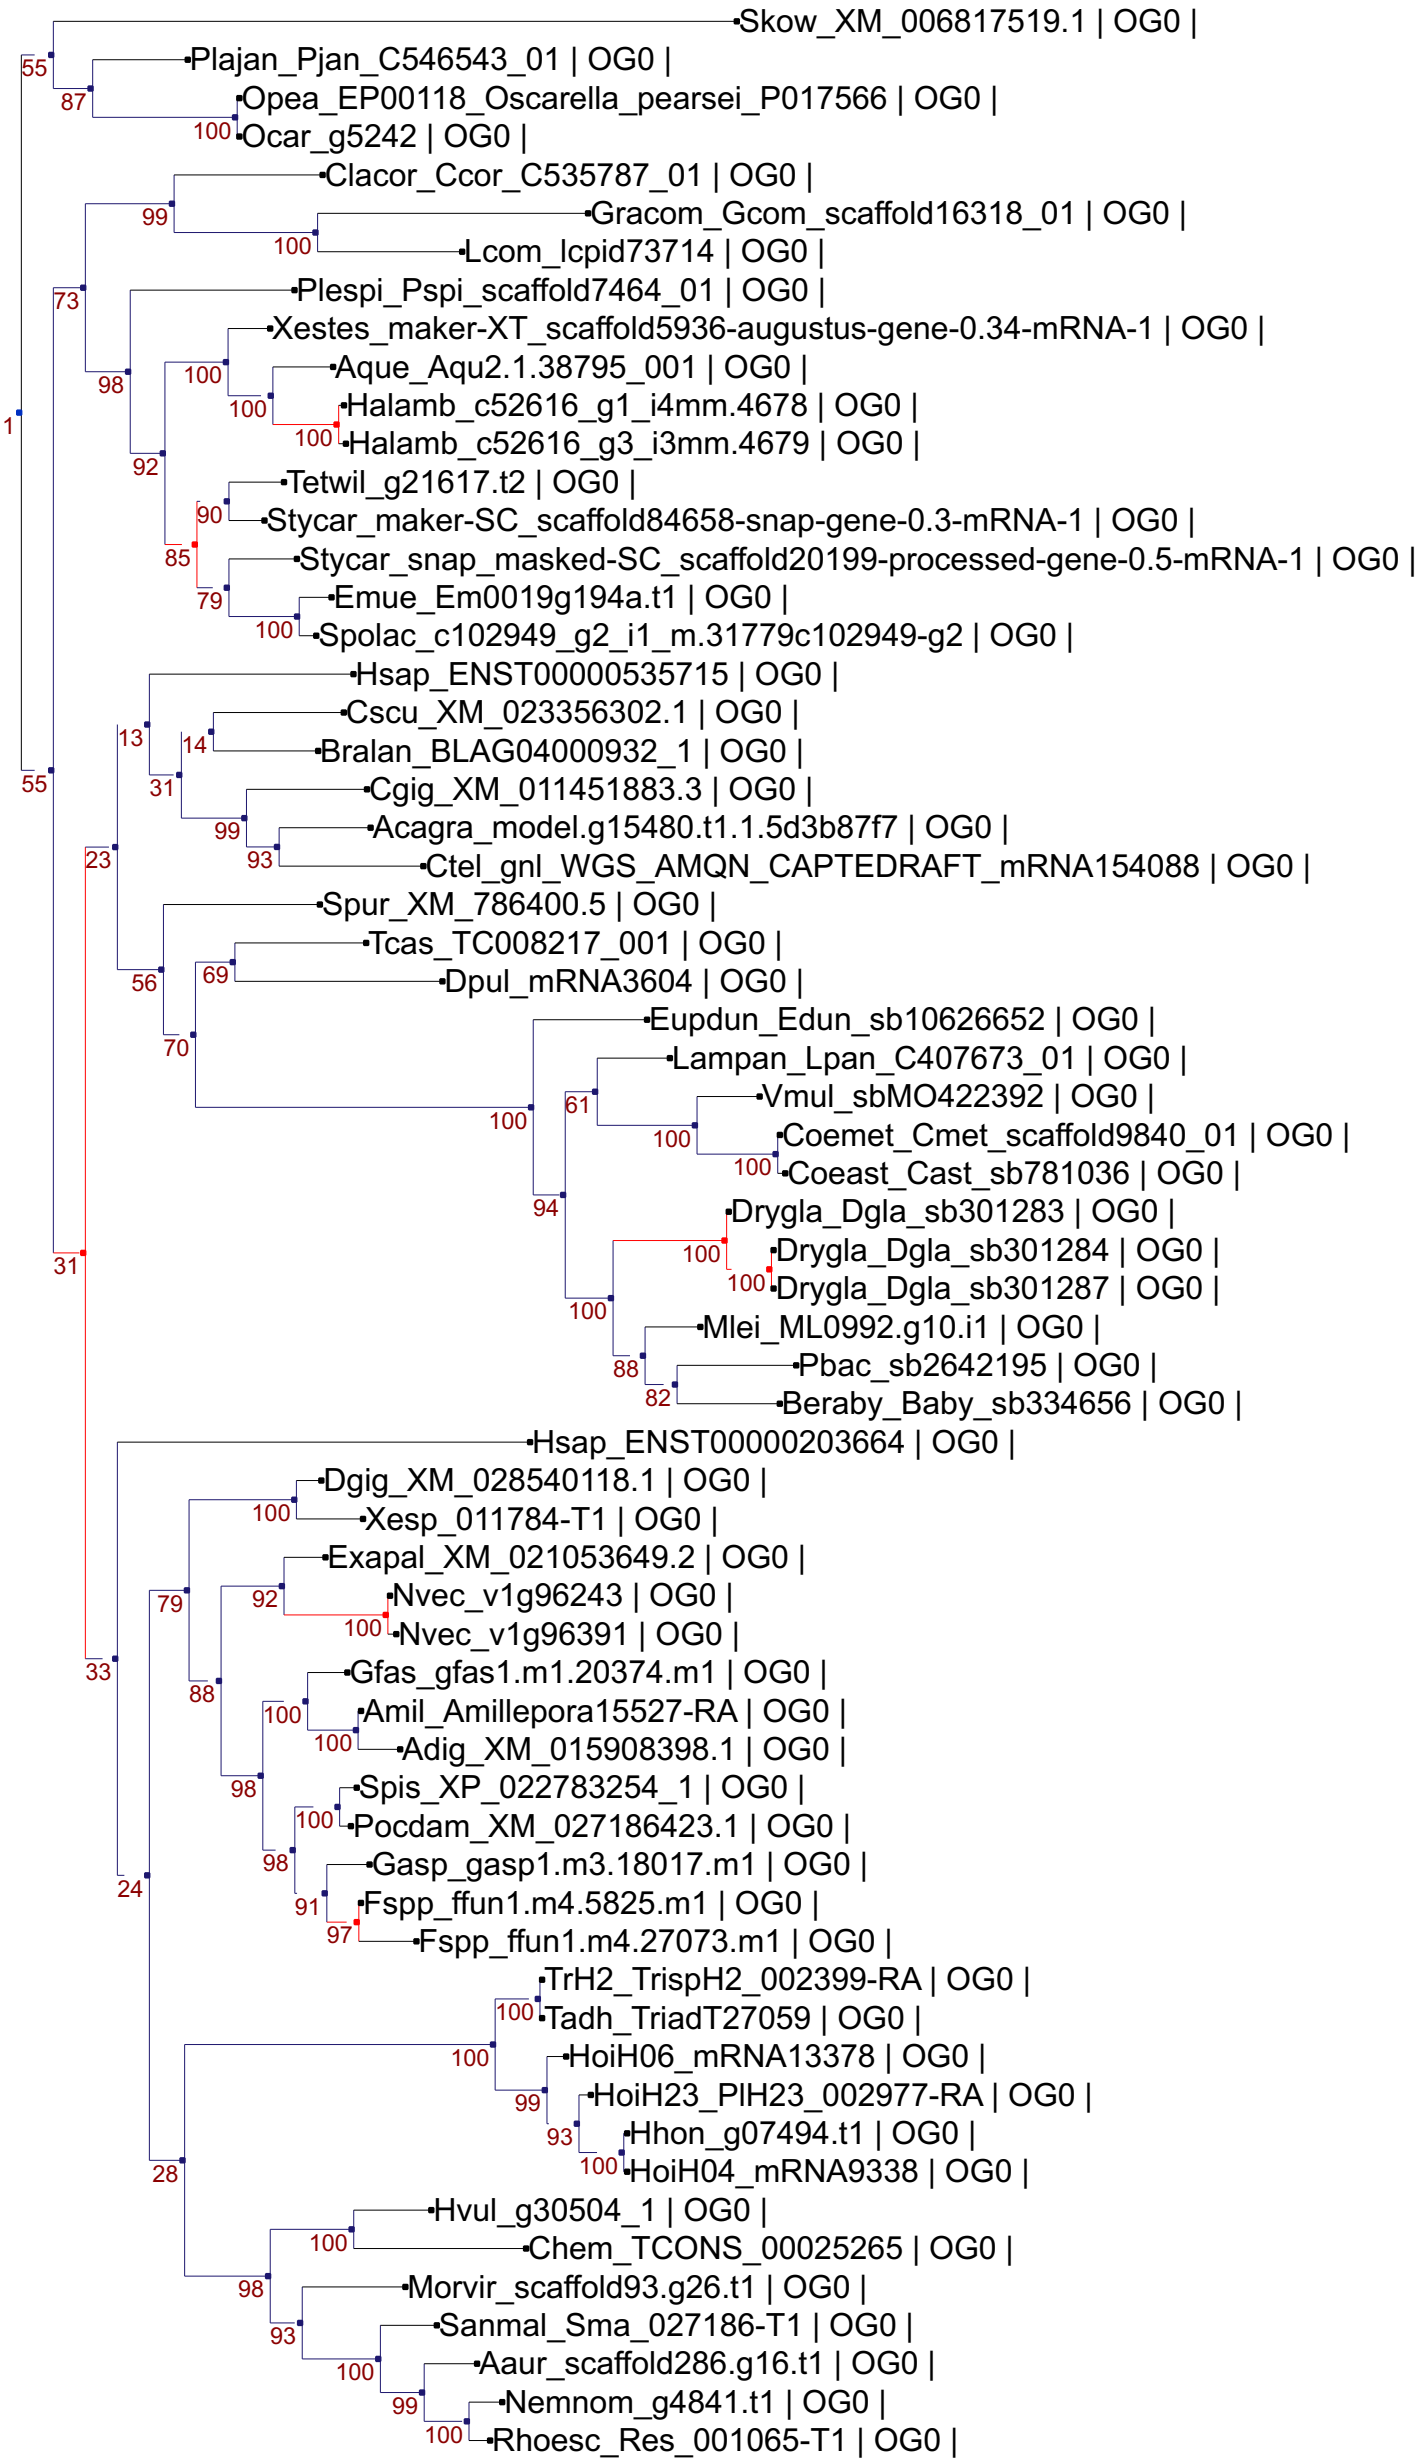 Skow_XM_006817519.1 | OG0 |
55
Plajan_Pjan_C546543_01 | OG0 |
87
Opea_EP00118_Oscarella_pearsei_P017566 | OG0 |
100
Ocar_g5242 | OG0 |
Clacor_Ccor_C535787_01 | OG0 |
99
Gracom_Gcom_scaffold16318_01 | OG0 |
100
Lcom_lcpid73714 | OG0 |
73
Plespi_Pspi_scaffold7464_01 | OG0 |
Xestes_maker-XT_scaffold5936-augustus-gene-0.34-mRNA-1 | OG0 |
98
100
Aque_Aqu2.1.38795_001 | OG0 |
100
Halamb_c52616_g1_i4mm.4678 | OG0 |
1
100
Halamb_c52616_g3_i3mm.4679 | OG0 |
92
Tetwil_g21617.t2 | OG0 |
90
Stycar_maker-SC_scaffold84658-snap-gene-0.3-mRNA-1 | OG0 |
85
Stycar_snap_masked-SC_scaffold20199-processed-gene-0.5-mRNA-1 | OG0 |
79
Emue_Em0019g194a.t1 | OG0 |
100
Spolac_c102949_g2_i1_m.31779c102949-g2 | OG0 |
Hsap_ENST00000535715 | OG0 |
Cscu_XM_023356302.1 | OG0 |
13
14
Bralan_BLAG04000932_1 | OG0 |
55
31
Cgig_XM_011451883.3 | OG0 |
99
Acagra_model.g15480.t1.1.5d3b87f7 | OG0 |
23
93
Ctel_gnl_WGS_AMQN_CAPTEDRAFT_mRNA154088 | OG0 |
Spur_XM_786400.5 | OG0 |
Tcas_TC008217_001 | OG0 |
56
69
Dpul_mRNA3604 | OG0 |
Eupdun_Edun_sb10626652 | OG0 |
70
Lampan_Lpan_C407673_01 | OG0 |
61
Vmul_sbMO422392 | OG0 |
100
100
Coemet_Cmet_scaffold9840_01 | OG0 |
100
Coeast_Cast_sb781036 | OG0 |
94
Drygla_Dgla_sb301283 | OG0 |
31
100
Drygla_Dgla_sb301284 | OG0 |
100
Drygla_Dgla_sb301287 | OG0 |
100
Mlei_ML0992.g10.i1 | OG0 |
88
Pbac_sb2642195 | OG0 |
82
Beraby_Baby_sb334656 | OG0 |
Hsap_ENST00000203664 | OG0 |
Dgig_XM_028540118.1 | OG0 |
100
Xesp_011784-T1 | OG0 |
Exapal_XM_021053649.2 | OG0 |
79
92
Nvec_v1g96243 | OG0 |
100
Nvec_v1g96391 | OG0 |
33
Gfas_gfas1.m1.20374.m1 | OG0 |
88
100
Amil_Amillepora15527-RA | OG0 |
100
Adig_XM_015908398.1 | OG0 |
98
Spis_XP_022783254_1 | OG0 |
100
Pocdam_XM_027186423.1 | OG0 |
98
Gasp_gasp1.m3.18017.m1 | OG0 |
24
91
Fspp_ffun1.m4.5825.m1 | OG0 |
97
Fspp_ffun1.m4.27073.m1 | OG0 |
TrH2_TrispH2_002399-RA | OG0 |
100
Tadh_TriadT27059 | OG0 |
100
HoiH06_mRNA13378 | OG0 |
99
HoiH23_PlH23_002977-RA | OG0 |
93
Hhon_g07494.t1 | OG0 |
28
100
HoiH04_mRNA9338 | OG0 |
Hvul_g30504_1 | OG0 |
100
Chem_TCONS_00025265 | OG0 |
98
Morvir_scaffold93.g26.t1 | OG0 |
93
Sanmal_Sma_027186-T1 | OG0 |
100
Aaur_scaffold286.g16.t1 | OG0 |
99
Nemnom_g4841.t1 | OG0 |
100
Rhoesc_Res_001065-T1 | OG0 |